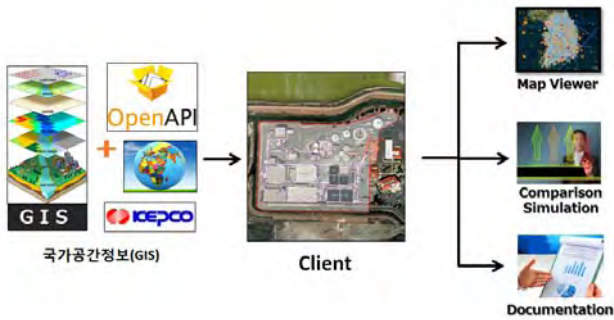 OpenAPI
GIS
KEPCO
국가공간정보(GIS)
Client
Map Viewer
Comparison
Simulation
Documentation